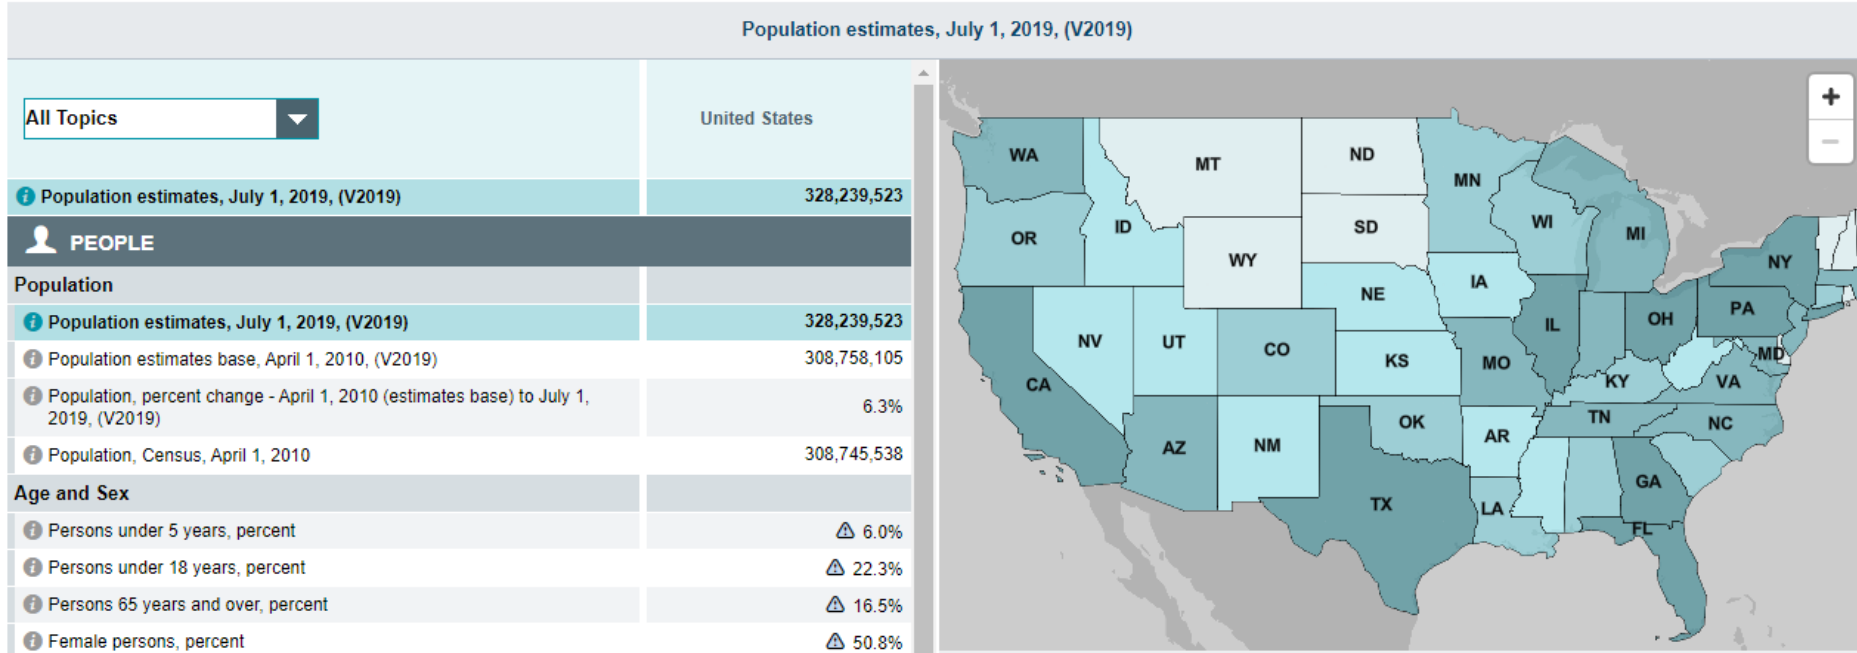 Population estimates, July 1, 2019, (V2019)
All Topics
United States
Population estimates, July 1, 2019, (V2019) 328,239,523
PEOPLE
Population
Population estimates, July 1, 2019, (V2019) 328,239,523
Population estimates base, April 1, 2010, (V2019) 308,758,105
Population, percent change - April 1, 2010 (estimates base) to July 1,
2019, (V2019) 6.3%
Population, Census, April 1, 2010 308,745,538
Age and Sex
Persons under 5 years, percent 6.0%
Persons under 18 years, percent 22.3%
Persons 65 years and over, percent 16.5%
Female persons, percent 50.8%
+
−
WA
MT
ND
MN
OR
ID
SD
WI
MI
WY
NY
NE
IA
PA
NV
UT
CO
IL
OH
MD
KS
MO
CA
KY
VA
OK
TN
NC
AZ
NM
AR
GA
TX
LA
FL